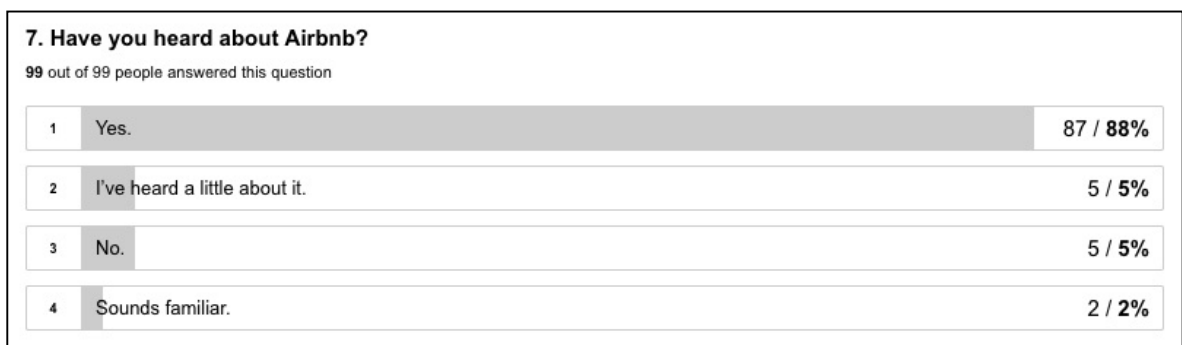 7. Have you heard about Airbnb?
99 out of 99 people answered this question
1 Yes. 87 / 88%
2 I've heard a little about it. 5 / 5%
3 No. 5 / 5%
4 Sounds familiar. 2 / 2%